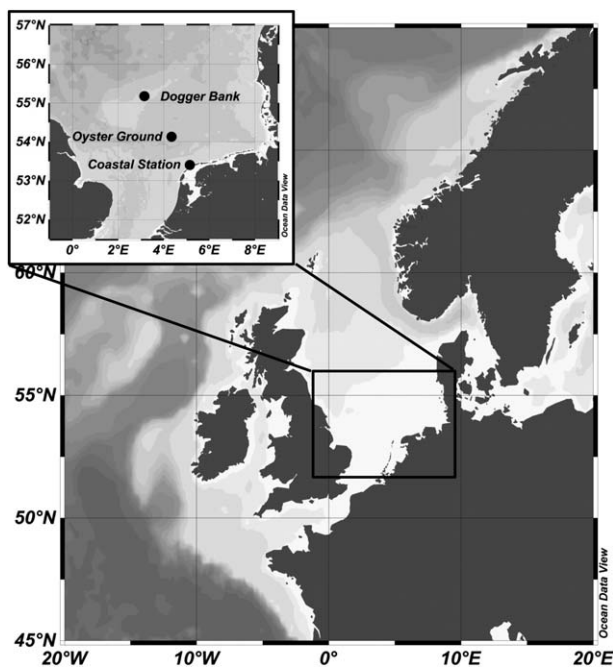 57°N
56°N
55°N
54°N
53°N
52°N
Dogger Bank
Oyster Ground
Coastal Station
0°
2°E
4°E
6°E
8°E
Ocean Data View
60°N
55°N
50°N
45°N
20°W
10°W
0°
10°E
20°E
Ocean Data View